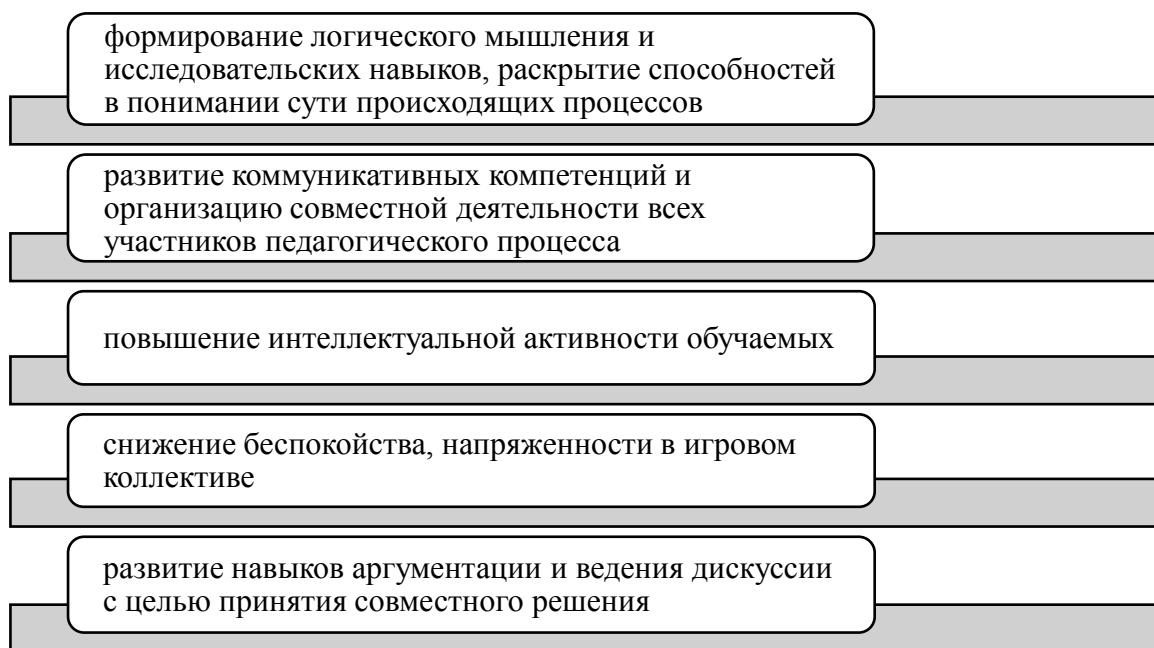 формирование логического мышления и
исследовательских навыков, раскрытие способностей
в понимании сути происходящих процессов
развитие коммуникативных компетенций и
организацию совместной деятельности всех
участников педагогического процесса
повышение интеллектуальной активности обучаемых
снижение беспокойства, напряженности в игровом
коллективе
развитие навыков аргументации и ведения дискуссии
с целью принятия совместного решения